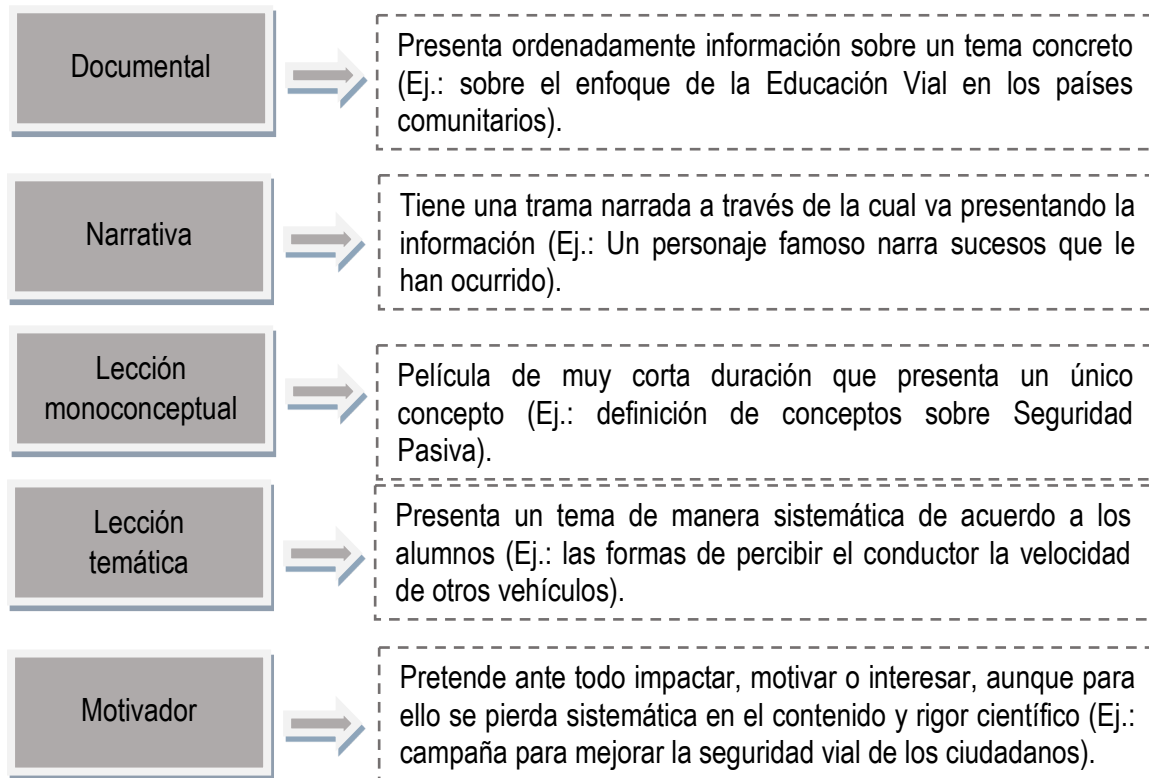 Documental
Presenta ordenadamente información sobre un tema concreto
(Ej.: sobre el enfoque de la Educación Vial en los países
comunitarios).
Narrativa
Tiene una trama narrada a través de la cual va presentando la
información (Ej.: Un personaje famoso narra sucesos que le
han ocurrido).
Lección
monoconceptual
Película de muy corta duración que presenta un único
concepto (Ej.: definición de conceptos sobre Seguridad
Pasiva).
Lección
temática
Presenta un tema de manera sistemática de acuerdo a los
alumnos (Ej.: las formas de percibir el conductor la velocidad
de otros vehículos).
Motivador
Pretende ante todo impactar, motivar o interesar, aunque para
ello se pierda sistemática en el contenido y rigor científico (Ej.:
campaña para mejorar la seguridad vial de los ciudadanos).